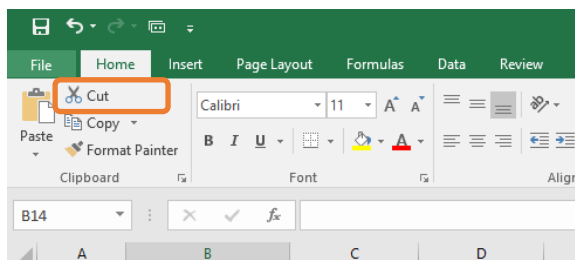 File Home Insert Page Layout Formulas Data Review
Cut
Calibri 11 A A
Copy
Paste
Format Painter
B I U A
Clipboard Font Align
B14 fx
A B C D